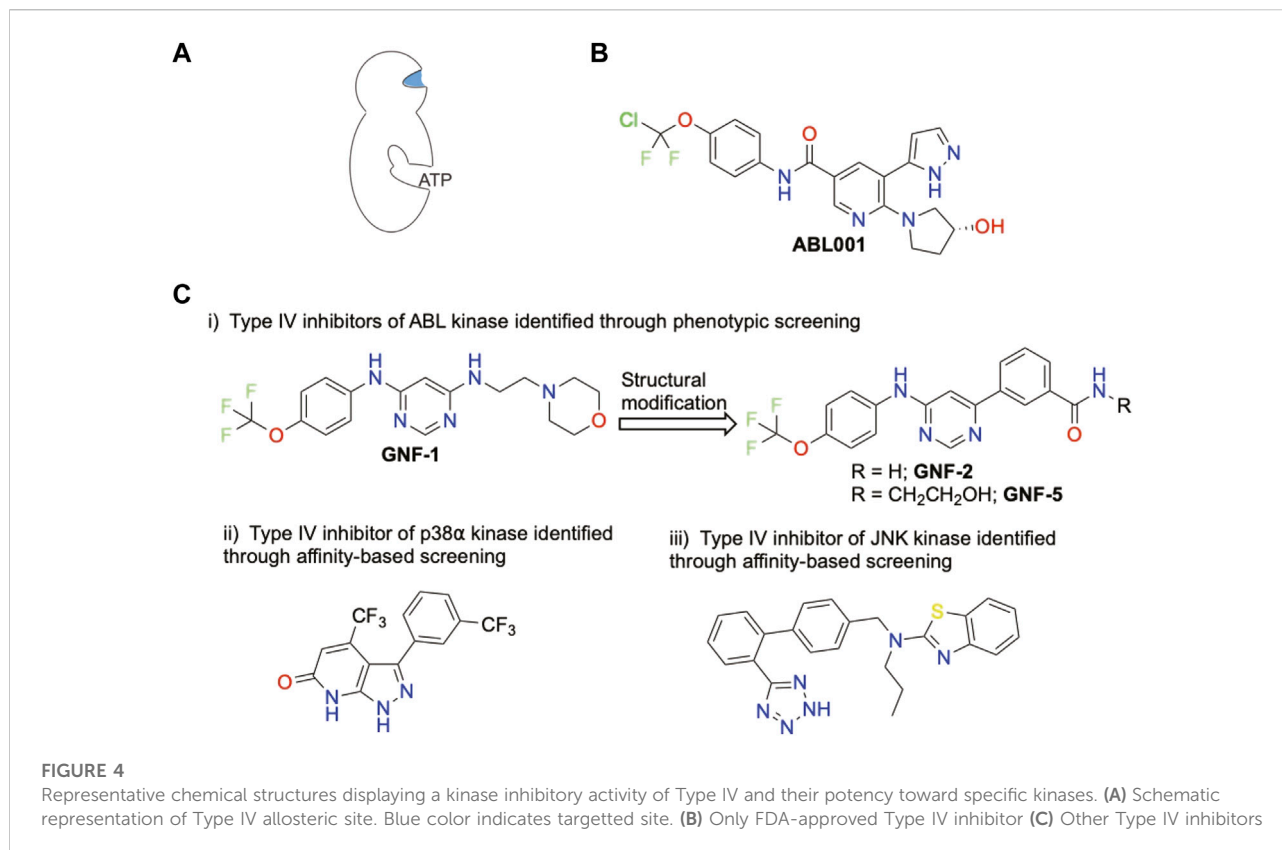 A
ATP
B
Cl
O
F
F
O
N
H
N
N
H
N
N
OH
ABL001
C
i) Type IV inhibitors of ABL kinase identified through phenotypic screening
F
F
F
O
H
N
N
N
H
N
N
O
GNF-1
Structural
modification
F
F
F
O
H
N
N
N
H
N
R
O
R = H; GNF-2
R = CH₂CH₂OH; GNF-5
ii) Type IV inhibitor of p38α kinase identified
through affinity-based screening
CF₃
CF₃
O
N
H
N
H
N
iii) Type IV inhibitor of JNK kinase identified
through affinity-based screening
S
N
N
N
N
N
NH
FIGURE 4
Representative chemical structures displaying a kinase inhibitory activity of Type IV and their potency toward specific kinases. (A) Schematic
representation of Type IV allosteric site. Blue color indicates targetted site. (B) Only FDA-approved Type IV inhibitor (C) Other Type IV inhibitors